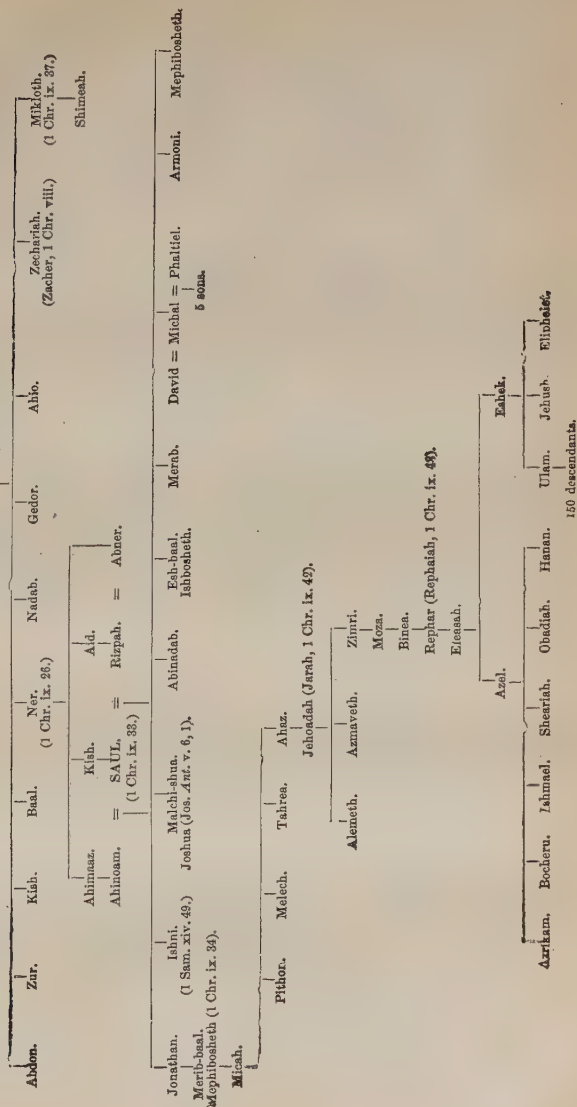 Abdon. Zur. Kish. Baal. Ner. Nadab. Gedor. Ahio. Zechariah. Mikloth.
(1 Chr. ix. 26.) (Zacher, 1 Chr. viii.) (1 Chr. ix. 37.)
Shimeah.
Ahimaaz. Kish. Aid. Abner.
Ahinoam. = SAUL. = Rizpah. =
(1 Chr. ix. 33.)
Jonathan. Ishni. Malchi-shua. Abinadab. Esh-baal. Merab. David = Michal = Phaltiel. Armoni. Mephibosheth.
Merib-baal. (1 Sam. xiv. 49.) Joshua (Jos. Ant. v. 6, 1). Ishbosheth.
Mephibosheth (1 Chr. ix. 34). 5 sons.
Micah.
Pithon. Melech. Tahrea. Ahaz.
Jehoadah (Jarah, 1 Chr. ix. 42).
Alemeth. Azmaveth. Zimri.
Moza.
Binea.
Rephar (Rephaiah, 1 Chr. ix. 43).
Eleasah.
Azel. Eshek.
Azrikam. Bocheru. Ishmael. Sheariah. Obadiah. Hanan. Ulam. Jehush. Eliphelet.
150 descendants.